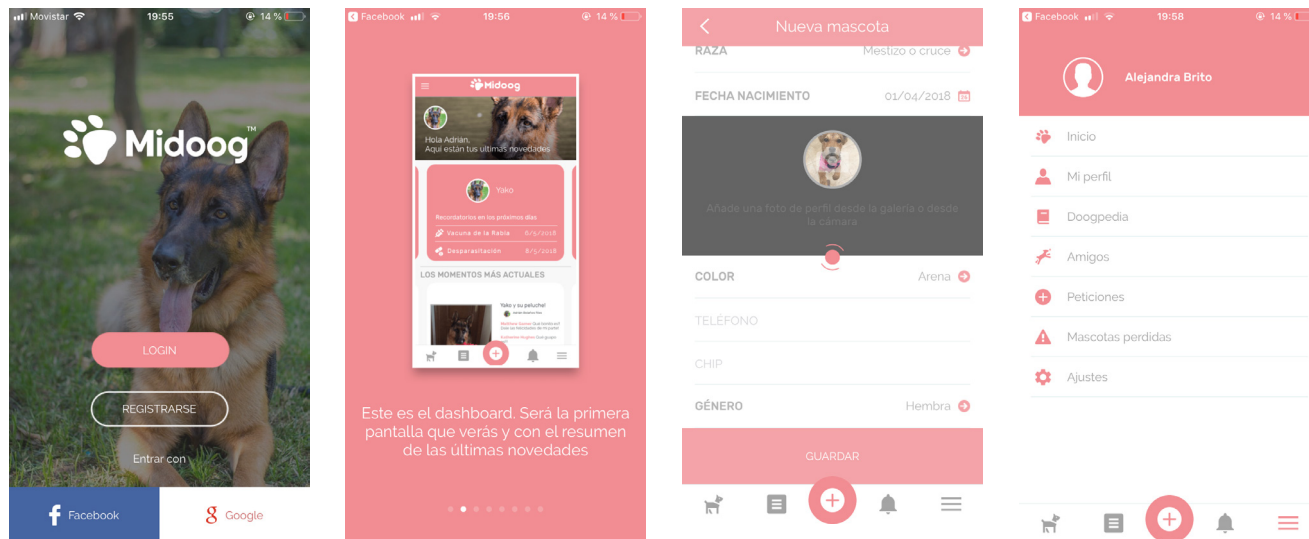 Movistar 19:55 14 %
Midoog™
LOGIN
REGISTRARSE
Entrar con
Facebook
Google
Facebook 19:56 14 %
Midoog
Hola Adrián,
Aquí están tus últimas novedades
Yako
Recordatorios en los próximos días
Vacuna de la Rabia 6/5/2018
Desparasitación 8/5/2018
LOS MOMENTOS MÁS ACTUALES
Yako y su peluche!
Este es el dashboard. Será la primera
pantalla que verás y con el resumen
de las últimas novedades
Nueva mascota
RAZA Mestizo o cruce
FECHA NACIMIENTO 01/04/2018
Añade una foto de perfil desde la galería o desde
la cámara
COLOR Arena
TELÉFONO
CHIP
GÉNERO Hembra
GUARDAR
Facebook 19:58 14 %
Alejandra Brito
Inicio
Mi perfil
Doogpedia
Amigos
Peticiones
Mascotas perdidas
Ajustes